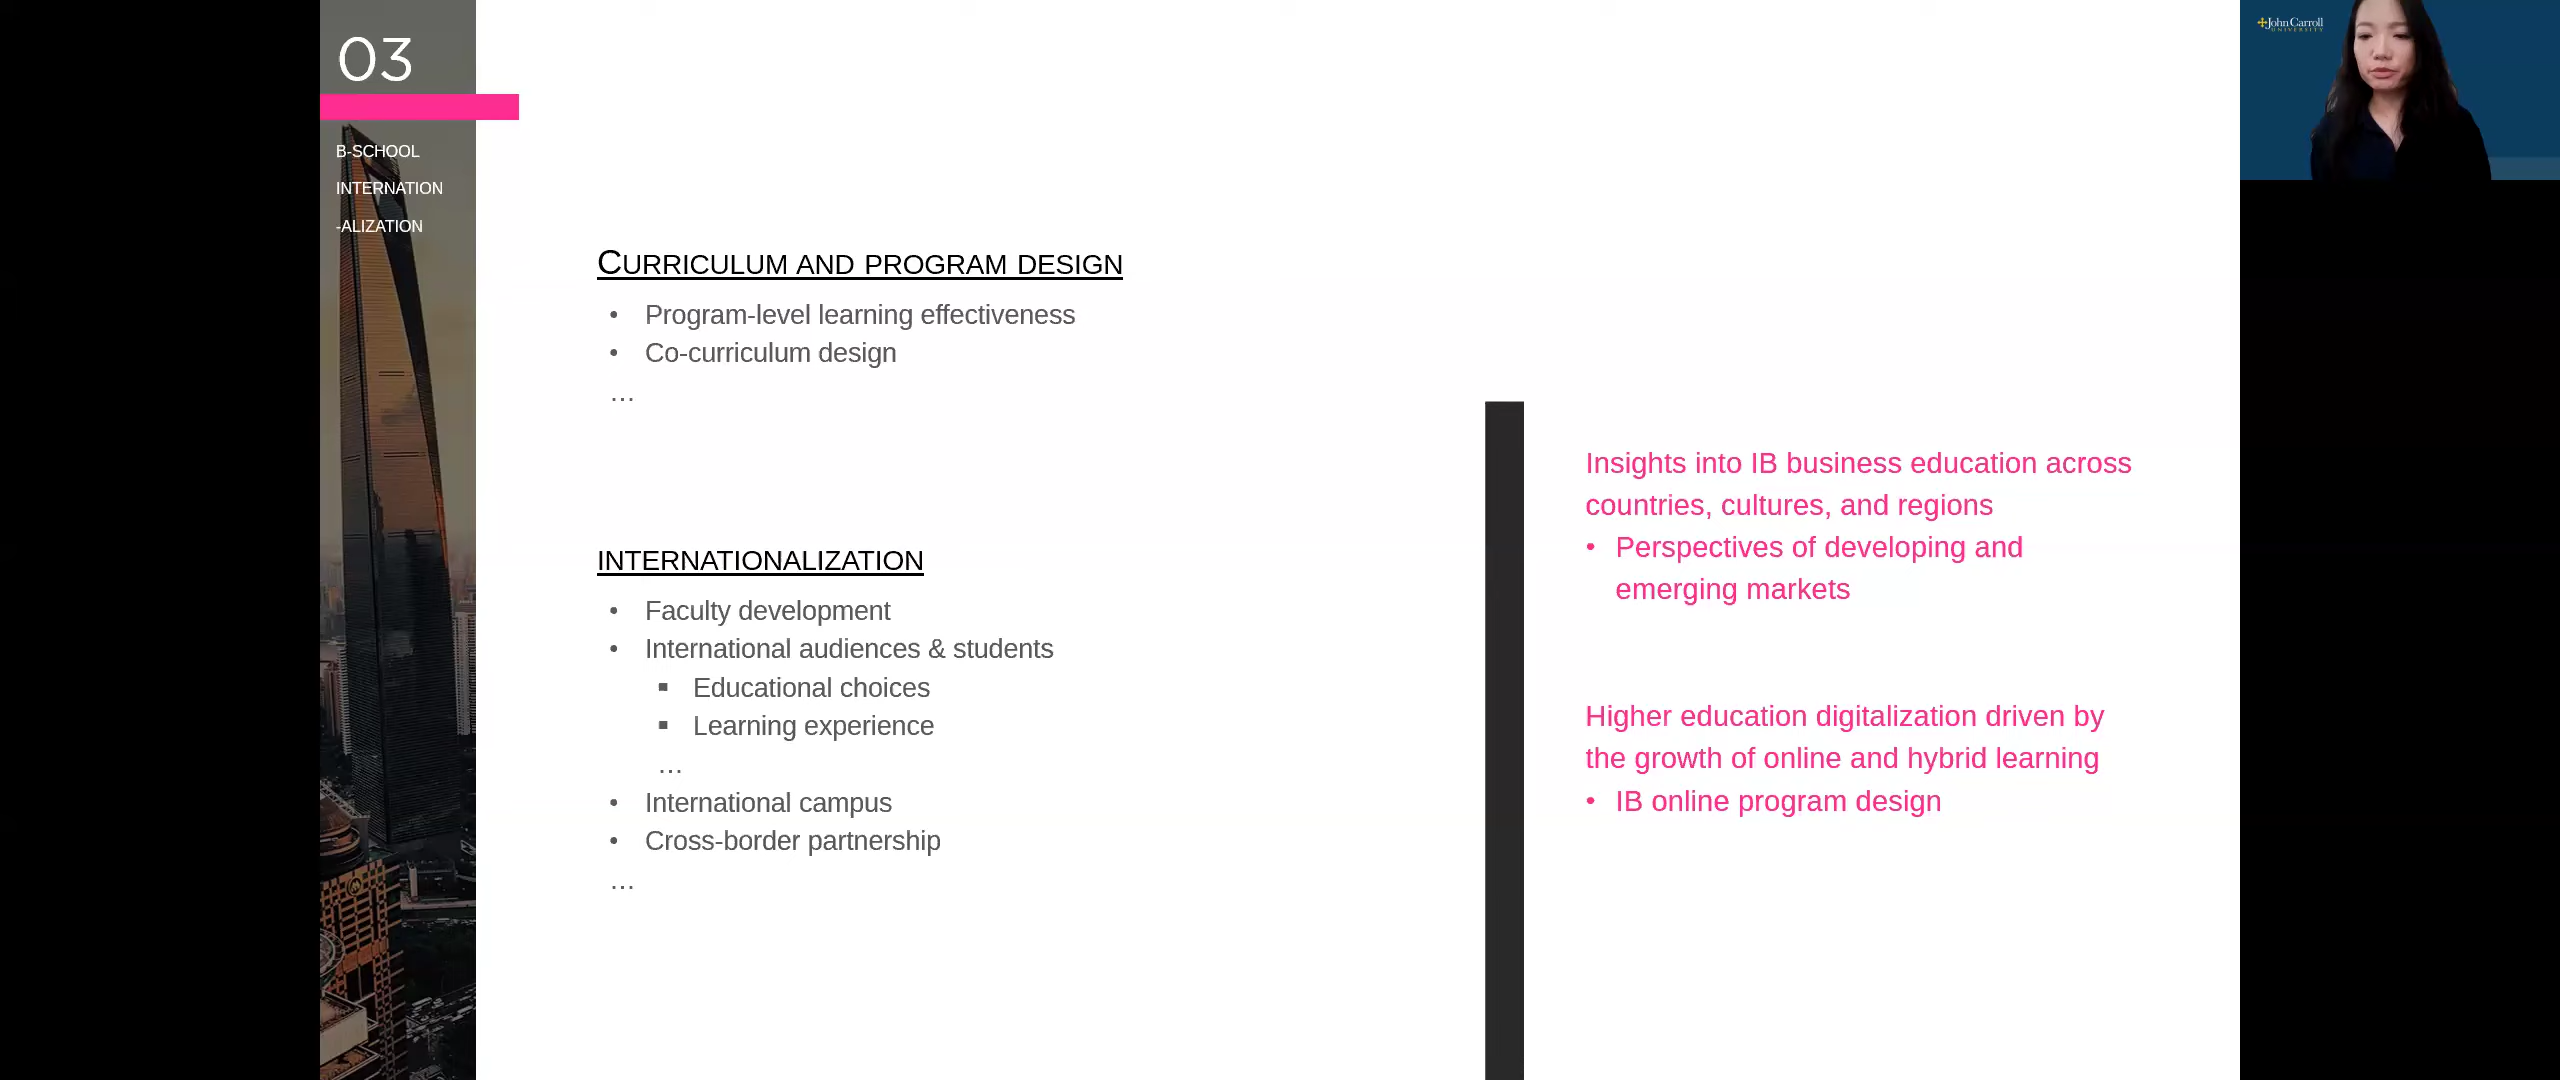 03
B-SCHOOL
INTERNATION
-ALIZATION
CURRICULUM AND PROGRAM DESIGN
• Program-level learning effectiveness
• Co-curriculum design
...
INTERNATIONALIZATION
• Faculty development
• International audiences & students
▪ Educational choices
▪ Learning experience
...
• International campus
• Cross-border partnership
...
Insights into IB business education across
countries, cultures, and regions
• Perspectives of developing and
emerging markets
Higher education digitalization driven by
the growth of online and hybrid learning
• IB online program design
John Carroll
UNIVERSITY